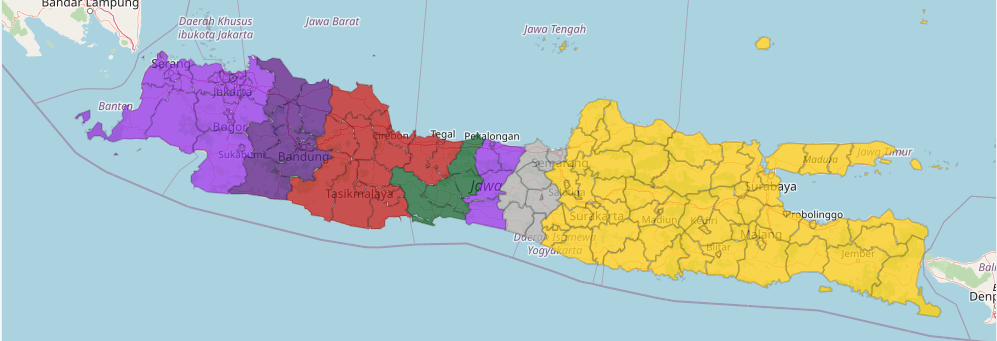 Bandar Lampung
Daerah Khusus
ibukota Jakarta
Jawa Barat
Jawa Tengah
Serang
Jakarta
Banten
Bogor
Cirebon
Tegal
Pekalongan
Sukabumi
Bandung
Semarang
Madura
Jawa Timur
Jawa
Tasikmalaya
Salatiga
Surabaya
Surakarta
Madiun
Kediri
Probolinggo
Malang
Daerah Istimewa
Yogyakarta
Blitar
Jember
Bali
Denp